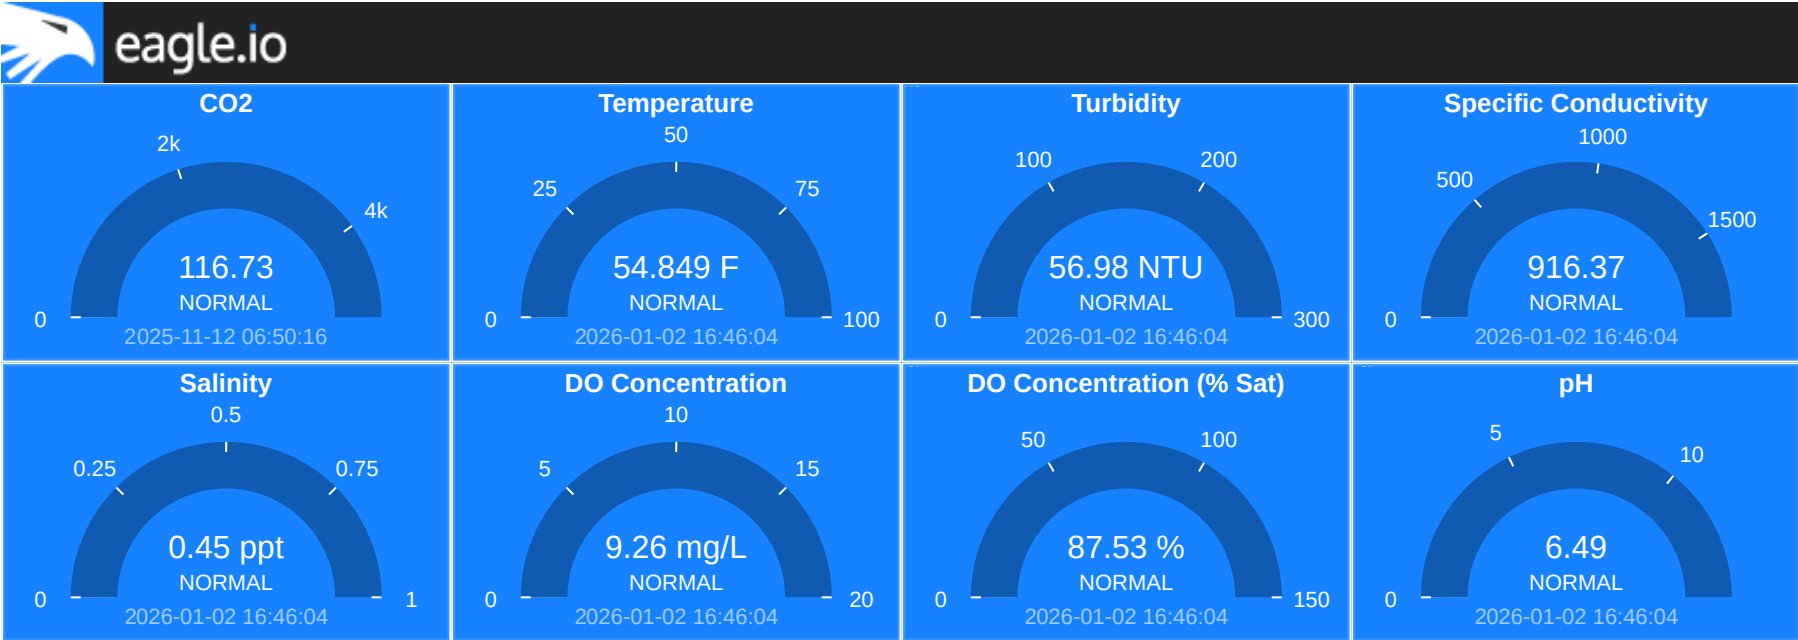 eagle.io
CO2
2k
4k
116.73
NORMAL
0
2025-11-12 06:50:16
Temperature
50
25
75
54.849 F
NORMAL
0
100
2026-01-02 16:46:04
Turbidity
100
200
56.98 NTU
NORMAL
0
300
2026-01-02 16:46:04
Specific Conductivity
1000
500
1500
916.37
NORMAL
0
2026-01-02 16:46:04
Salinity
0.5
0.25
0.75
0.45 ppt
NORMAL
0
1
2026-01-02 16:46:04
DO Concentration
10
5
15
9.26 mg/L
NORMAL
0
20
2026-01-02 16:46:04
DO Concentration (% Sat)
50
100
87.53 %
NORMAL
0
150
2026-01-02 16:46:04
pH
5
10
6.49
NORMAL
0
2026-01-02 16:46:04